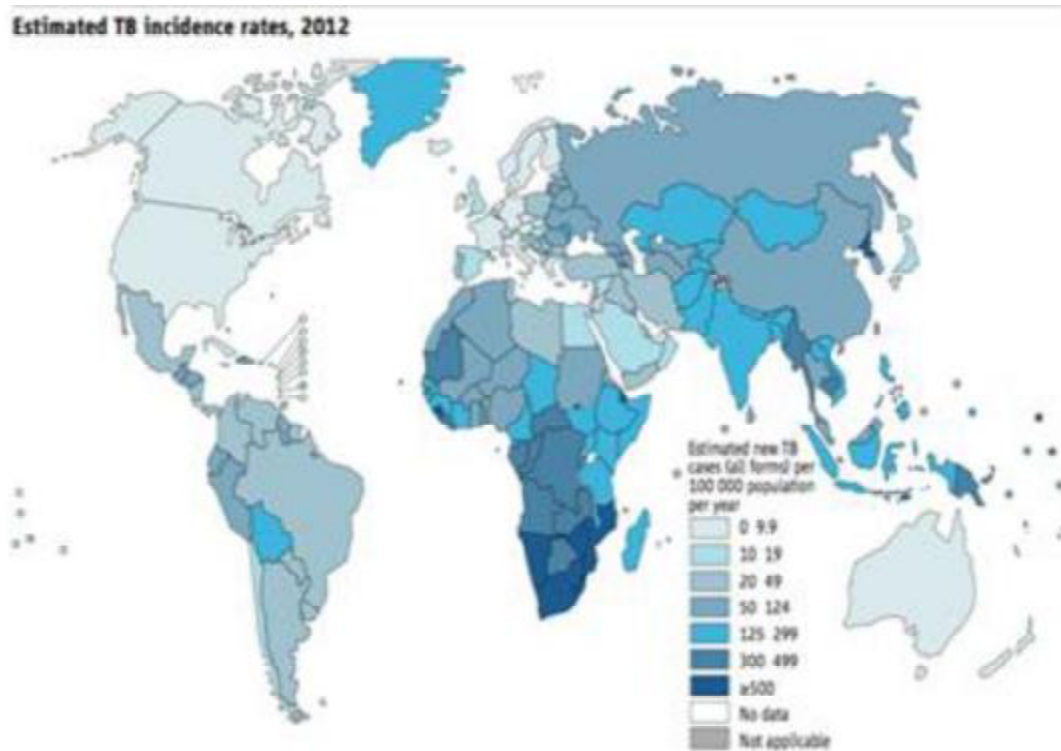 Estimated TB incidence rates, 2012
Estimated new TB
cases (all forms) per
100 000 population
per year
0 9.9
10 19
20 49
50 124
125 299
300 499
≥500
No data
Not applicable